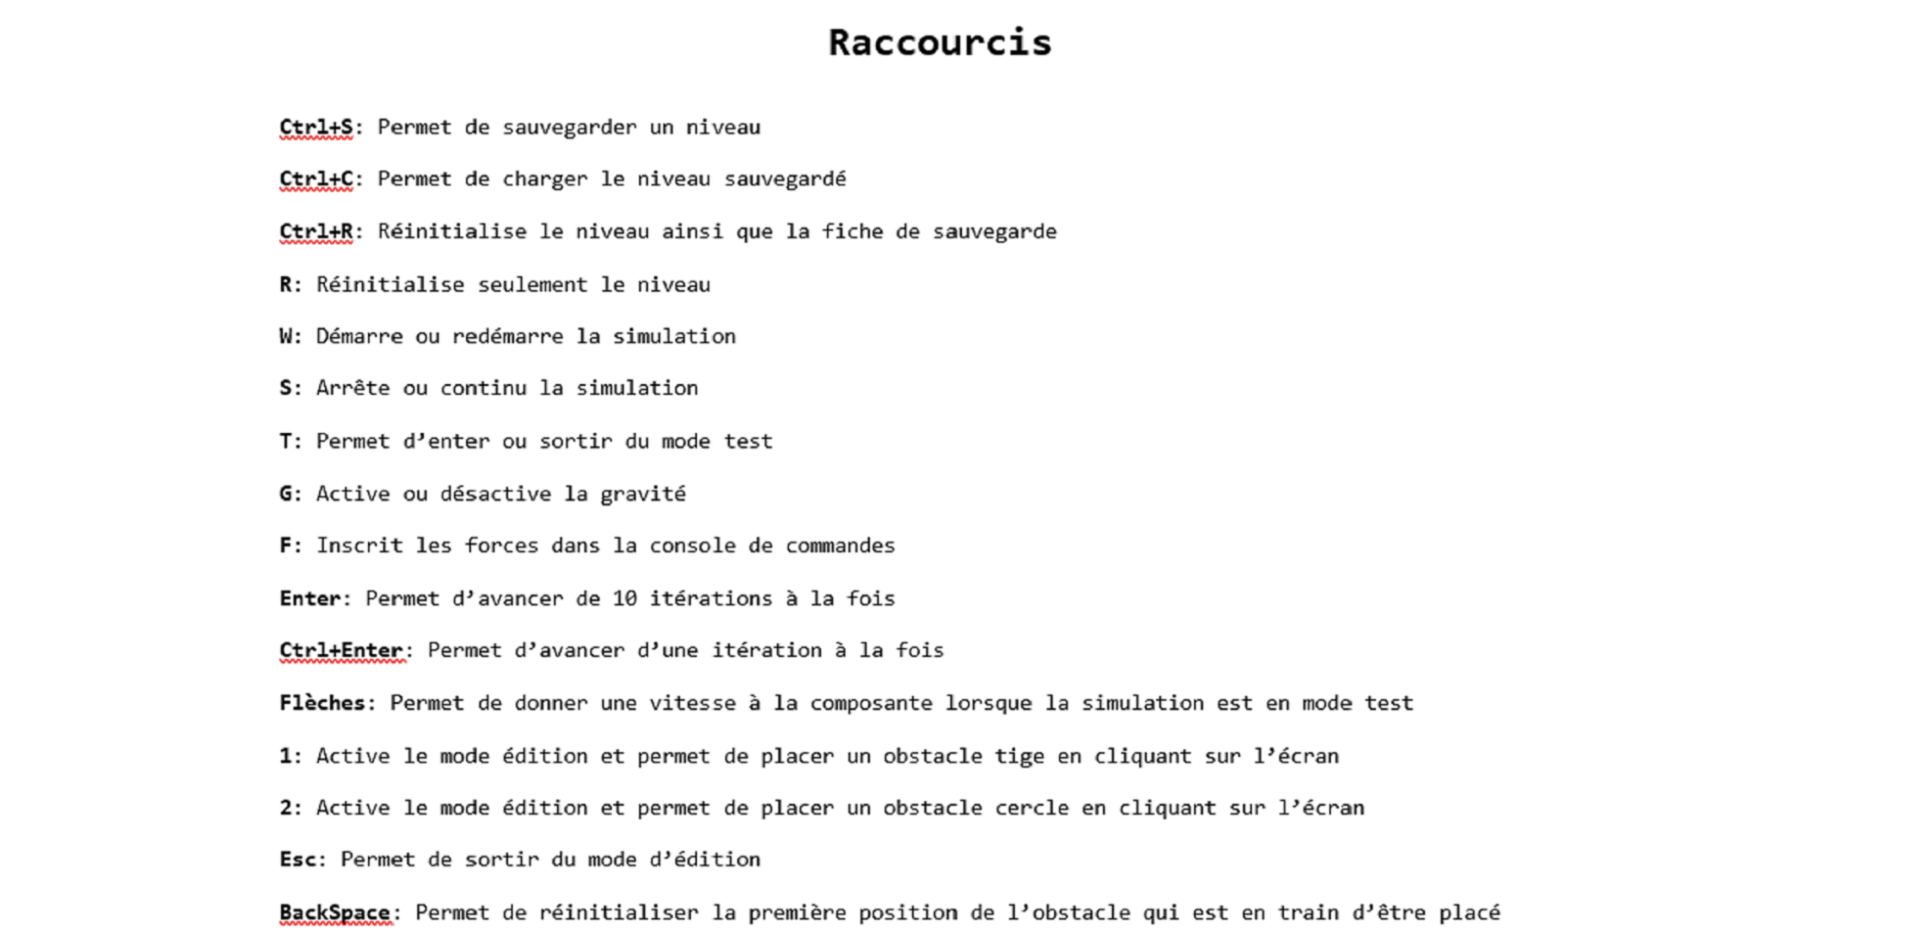 Raccourcis
Ctrl+S: Permet de sauvegarder un niveau
Ctrl+C: Permet de charger le niveau sauvegardé
Ctrl+R: Réinitialise le niveau ainsi que la fiche de sauvegarde
R: Réinitialise seulement le niveau
W: Démarre ou redémarre la simulation
S: Arrête ou continu la simulation
T: Permet d’enter ou sortir du mode test
G: Active ou désactive la gravité
F: Inscrit les forces dans la console de commandes
Enter: Permet d’avancer de 10 itérations à la fois
Ctrl+Enter: Permet d’avancer d’une itération à la fois
Flèches: Permet de donner une vitesse à la composante lorsque la simulation est en mode test
1: Active le mode édition et permet de placer un obstacle tige en cliquant sur l’écran
2: Active le mode édition et permet de placer un obstacle cercle en cliquant sur l’écran
Esc: Permet de sortir du mode d’édition
BackSpace: Permet de réinitialiser la première position de l’obstacle qui est en train d’être placé